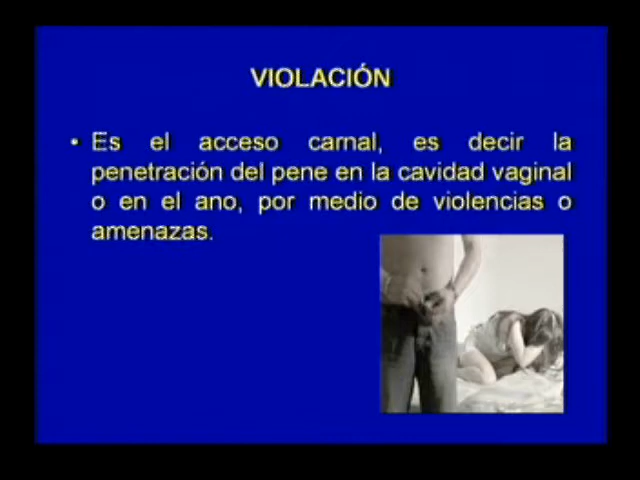 VIOLACIÓN
• Es el acceso carnal, es decir la
penetración del pene en la cavidad vaginal
o en el ano, por medio de violencias o
amenazas.